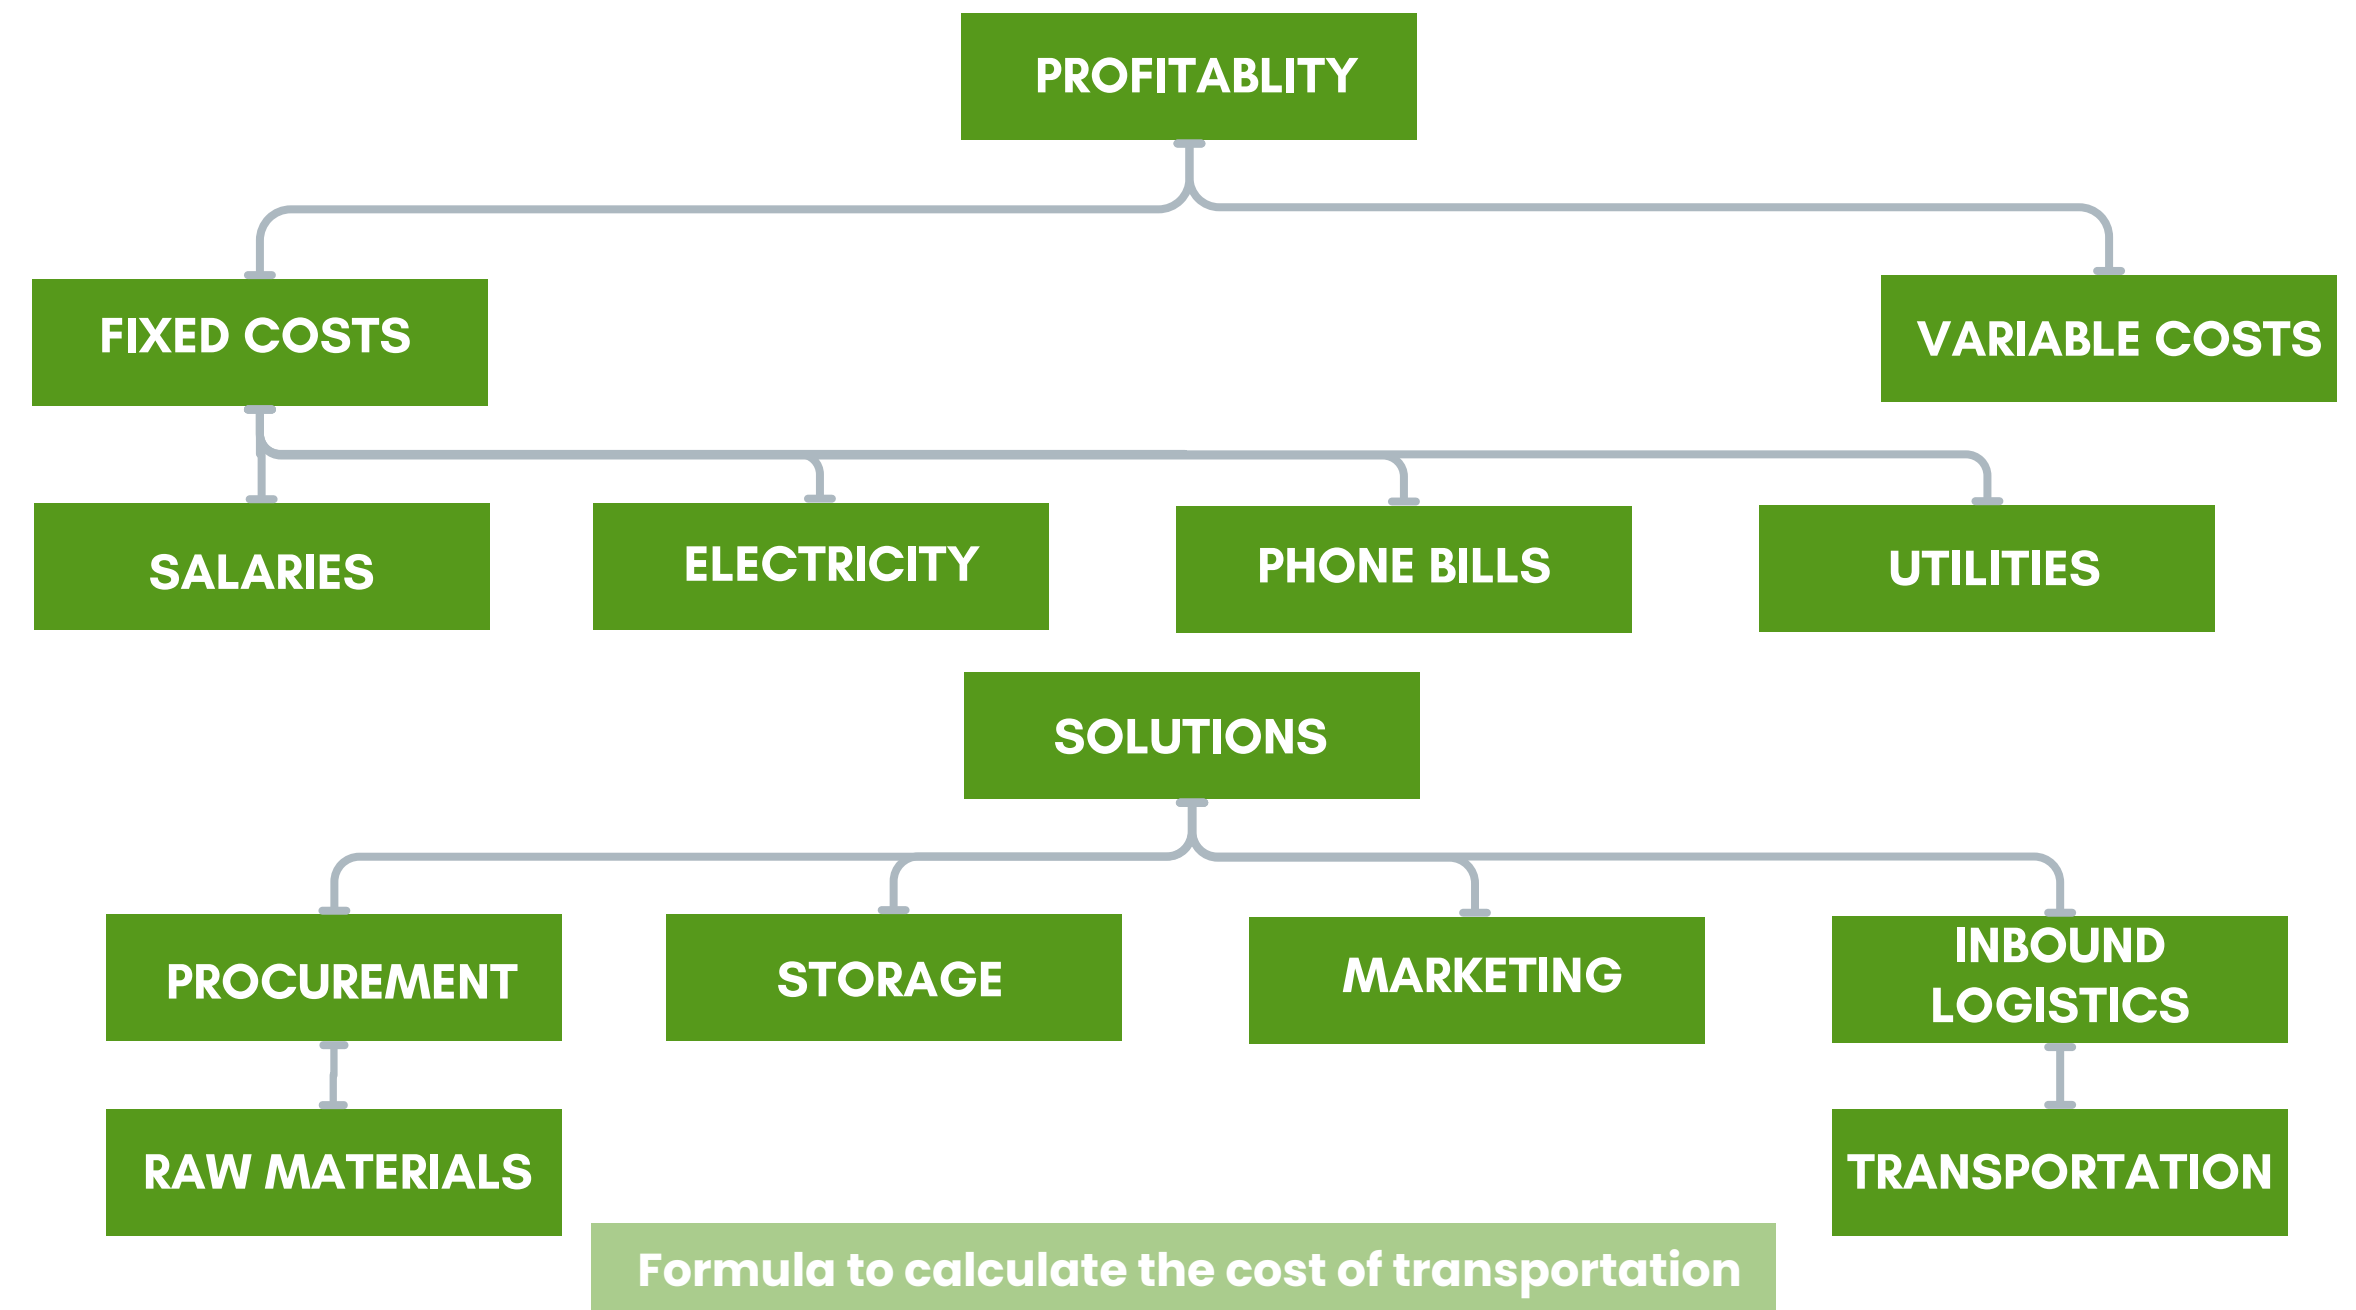 PROFITABLITY
FIXED COSTS
VARIABLE COSTS
SALARIES
ELECTRICITY
PHONE BILLS
UTILITIES
SOLUTIONS
PROCUREMENT
STORAGE
MARKETING
INBOUND
LOGISTICS
RAW MATERIALS
TRANSPORTATION
Formula to calculate the cost of transportation